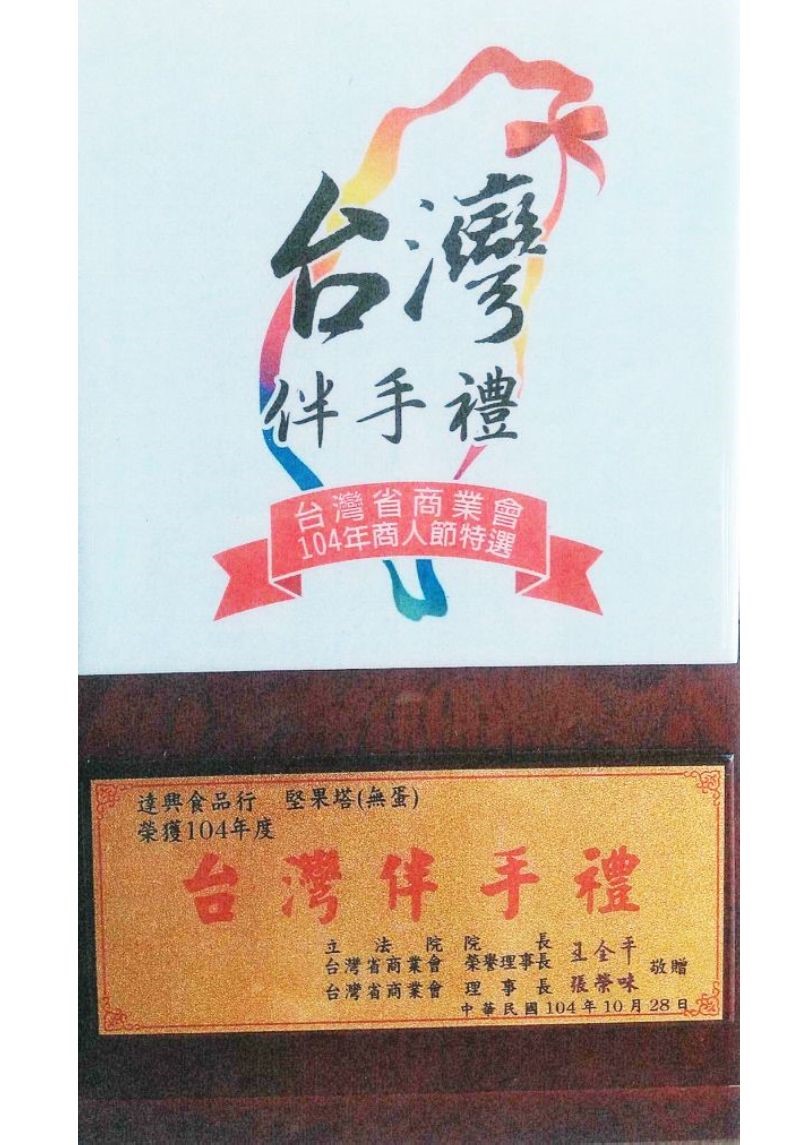 台灣
伴手禮
台灣省商業會
104年商人節特選
達興食品行 堅果塔(無蛋)
榮獲104年度
台灣伴手禮
立法院 院長 王金平
台灣省商業會 榮譽理事長
台灣省商業會 理事長 張榮味 敬贈
中華民國104年10月28日